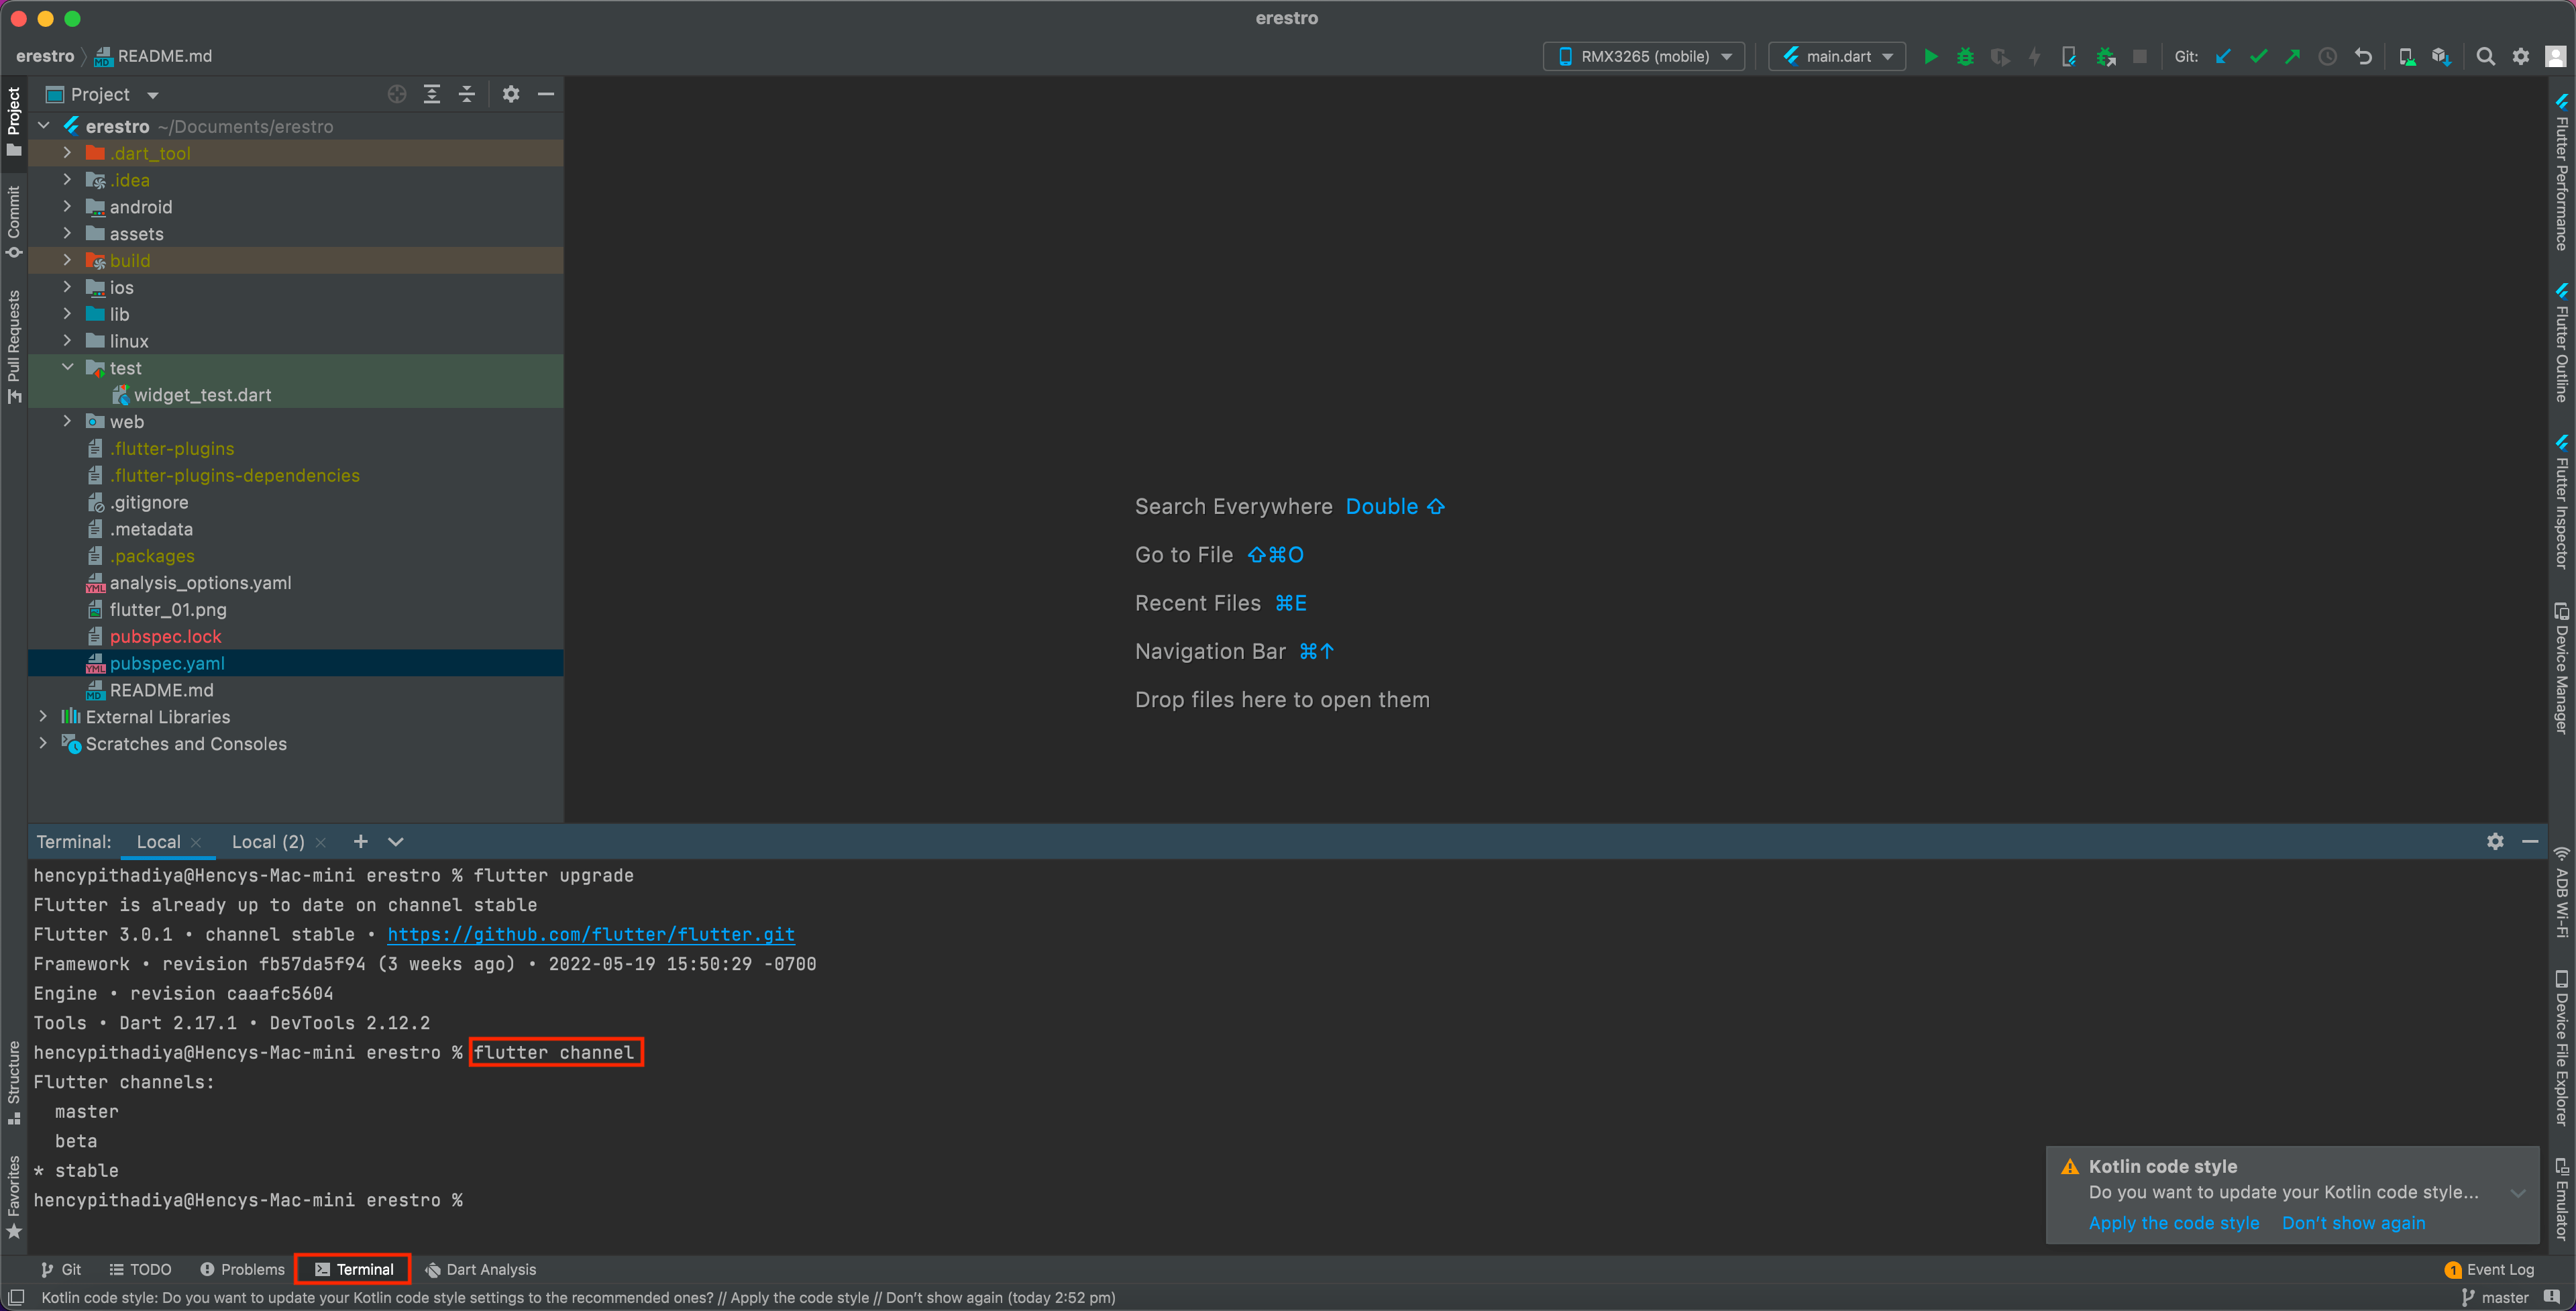 erestro
erestro
README.md
RMX3265 (mobile)
main.dart
Git:
Project
Project
Commit
Pull Requests
Structure
Favorites
erestro ~/Documents/erestro
.dart_tool
.idea
android
assets
build
ios
lib
linux
test
widget_test.dart
web
.flutter-plugins
.flutter-plugins-dependencies
.gitignore
.metadata
.packages
analysis_options.yaml
flutter_01.png
pubspec.lock
pubspec.yaml
README.md
External Libraries
Scratches and Consoles
Search Everywhere Double ⇧
Go to File ⇧⌘O
Recent Files ⌘E
Navigation Bar ⌘↑
Drop files here to open them
Flutter Performance
Flutter Outline
Flutter Inspector
Device Manager
ADB Wi-Fi
Device File Explorer
Emulator
Terminal: Local Local (2)
hencypithadiya@Hencys-Mac-mini erestro % flutter upgrade
Flutter is already up to date on channel stable
Flutter 3.0.1 • channel stable • https://github.com/flutter/flutter.git
Framework • revision fb57da5f94 (3 weeks ago) • 2022-05-19 15:50:29 -0700
Engine • revision caaafc5604
Tools • Dart 2.17.1 • DevTools 2.12.2
hencypithadiya@Hencys-Mac-mini erestro % flutter channel
Flutter channels:
master
beta
* stable
hencypithadiya@Hencys-Mac-mini erestro %
Kotlin code style
Do you want to update your Kotlin code style...
Apply the code style Don't show again
Git TODO Problems Terminal Dart Analysis
1 Event Log
Kotlin code style: Do you want to update your Kotlin code style settings to the recommended ones? // Apply the code style // Don't show again (today 2:52 pm)
master